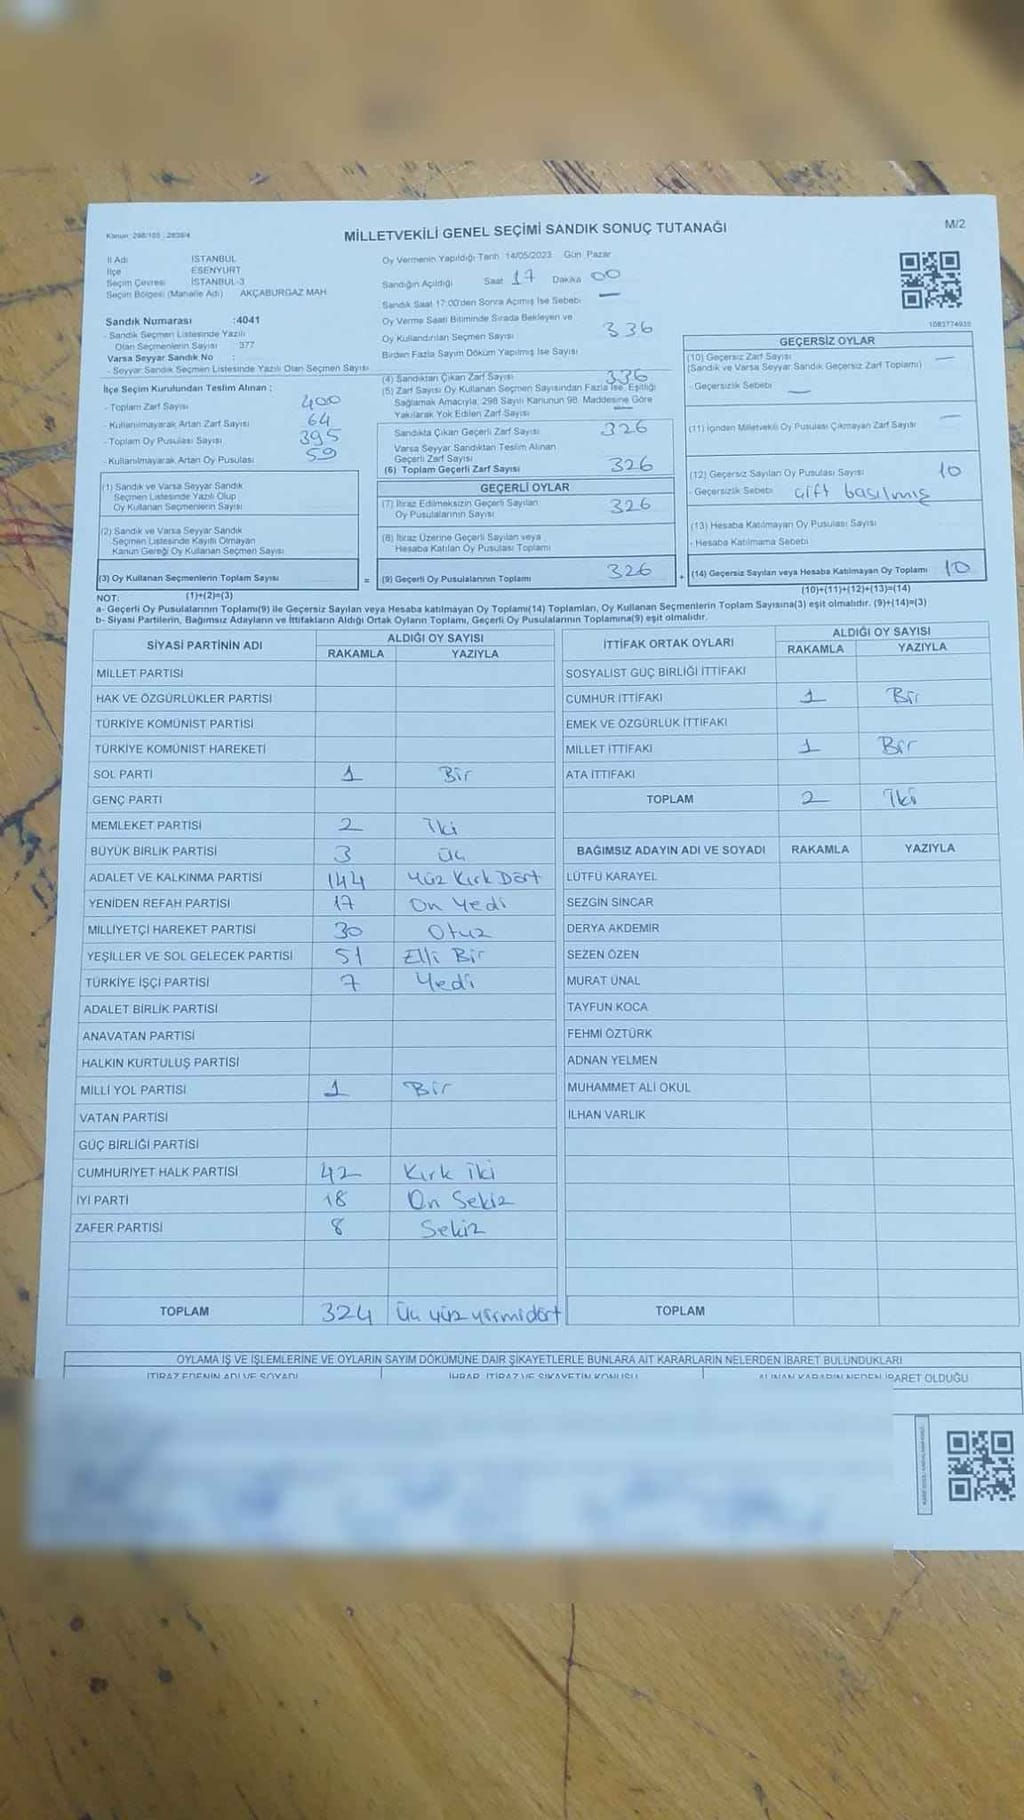 Kanun: 298/105 , 2839/4
MİLLETVEKİLİ GENEL SEÇİMİ SANDIK SONUÇ TUTANAĞI
M/2
İl Adı İSTANBUL
İlçe ESENYURT
Seçim Çevresi İSTANBUL-3
Seçim Bölgesi (Mahalle Adı) AKÇABURGAZ MAH
Oy Vermenin Yapıldığı Tarih 14/05/2023 Gün Pazar
Sandığın Açıldığı Saat 17 Dakika 00
Sandık Saat 17:00'den Sonra Açılmış İse Sebebi —
Sandık Numarası :4041
- Sandık Seçmen Listesinde Yazılı
Olan Seçmenlerin Sayısı : 377
Varsa Seyyar Sandık No :
- Seyyar Sandık Seçmen Listesinde Yazılı Olan Seçmen Sayısı
Oy Verme Saati Bitiminde Sırada Bekleyen ve
Oy Kullandırılan Seçmen Sayısı 336
Birden Fazla Sayım Döküm Yapılmış İse Sayısı
İlçe Seçim Kurulundan Teslim Alınan :
- Toplam Zarf Sayısı 400
- Kullanılmayarak Artan Zarf Sayısı 64
- Toplam Oy Pusulası Sayısı 395
- Kullanılmayarak Artan Oy Pusulası 59
(4) Sandıktan Çıkan Zarf Sayısı 336
(5) Zarf Sayısı Oy Kullanan Seçmen Sayısından Fazla İse, Eşitliği
Sağlamak Amacıyla, 298 Sayılı Kanunun 98. Maddesine Göre
Yakılarak Yok Edilen Zarf Sayısı —
Sandıkta Çıkan Geçerli Zarf Sayısı 326
Varsa Seyyar Sandıktan Teslim Alınan
Geçerli Zarf Sayısı
(6) Toplam Geçerli Zarf Sayısı 326
GEÇERLİ OYLAR
(7) İtiraz Edilmeksizin Geçerli Sayılan
Oy Pusulalarının Sayısı 326
(8) İtiraz Üzerine Geçerli Sayılan veya
Hesaba Katılan Oy Pusulası Toplamı
(9) Geçerli Oy Pusulalarının Toplamı 326
1083774935
GEÇERSİZ OYLAR
(10) Geçersiz Zarf Sayısı —
(Sandık ve Varsa Seyyar Sandık Geçersiz Zarf Toplamı)
- Geçersizlik Sebebi —
(11) İçinden Milletvekili Oy Pusulası Çıkmayan Zarf Sayısı —
(12) Geçersiz Sayılan Oy Pusulası Sayısı 10
- Geçersizlik Sebebi çift basılmış
(13) Hesaba Katılmayan Oy Pusulası Sayısı
- Hesaba Katılmama Sebebi
(14) Geçersiz Sayılan veya Hesaba Katılmayan Oy Toplamı 10
(1) Sandık ve Varsa Seyyar Sandık
Seçmen Listesinde Yazılı Olup
Oy Kullanan Seçmenlerin Sayısı
(2) Sandık ve Varsa Seyyar Sandık
Seçmen Listesinde Kayıtlı Olmayan
Kanun Gereği Oy Kullanan Seçmen Sayısı
(3) Oy Kullanan Seçmenlerin Toplam Sayısı
= +
NOT: (1)+(2)=(3)
(10)+(11)+(12)+(13)=(14)
a- Geçerli Oy Pusulalarının Toplamı(9) ile Geçersiz Sayılan veya Hesaba katılmayan Oy Toplamı(14) Toplamları, Oy Kullanan Seçmenlerin Toplam Sayısına(3) eşit olmalıdır. (9)+(14)=(3)
b- Siyasi Partilerin, Bağımsız Adayların ve İttifakların Aldığı Oyların Toplamı, Geçerli Oy Pusulalarının Toplamına(9) eşit olmalıdır.
SİYASİ PARTİNİN ADI ALDIĞI OY SAYISI
RAKAMLA YAZIYLA
MİLLET PARTİSİ
HAK VE ÖZGÜRLÜKLER PARTİSİ
TÜRKİYE KOMÜNİST PARTİSİ
TÜRKİYE KOMÜNİST HAREKETİ
SOL PARTİ 1 Bir
GENÇ PARTİ
MEMLEKET PARTİSİ 2 İki
BÜYÜK BİRLİK PARTİSİ 3 Üç
ADALET VE KALKINMA PARTİSİ 144 Yüz Kırk Dört
YENİDEN REFAH PARTİSİ 17 On Yedi
MİLLİYETÇİ HAREKET PARTİSİ 30 Otuz
YEŞİLLER VE SOL GELECEK PARTİSİ 51 Elli Bir
TÜRKİYE İŞÇİ PARTİSİ 7 Yedi
ADALET BİRLİK PARTİSİ
ANAVATAN PARTİSİ
HALKIN KURTULUŞ PARTİSİ
MİLLİ YOL PARTİSİ 1 Bir
VATAN PARTİSİ
GÜÇ BİRLİĞİ PARTİSİ
CUMHURİYET HALK PARTİSİ 42 Kırk iki
İYİ PARTİ 18 On Sekiz
ZAFER PARTİSİ 8 Sekiz
TOPLAM 324 Üç yüz yirmidört
İTTİFAK ORTAK OYLARI ALDIĞI OY SAYISI
RAKAMLA YAZIYLA
SOSYALİST GÜÇ BİRLİĞİ İTTİFAKI
CUMHUR İTTİFAKI 1 Bir
EMEK VE ÖZGÜRLÜK İTTİFAKI
MİLLET İTTİFAKI 1 Bir
ATA İTTİFAKI
TOPLAM 2 İki
BAĞIMSIZ ADAYIN ADI VE SOYADI RAKAMLA YAZIYLA
LÜTFÜ KARAYEL
SEZGİN SİNCAR
DERYA AKDEMİR
SEZEN ÖZEN
MURAT ÜNAL
TAYFUN KOCA
FEHMİ ÖZTÜRK
ADNAN YELMEN
MUHAMMET ALİ OKUL
İLHAN VARLIK
TOPLAM
OYLAMA İŞ VE İŞLEMLERİNE VE OYLARIN SAYIM DÖKÜMÜNE DAİR ŞİKAYETLERLE BUNLARA AİT KARARLARIN NELERDEN İBARET BULUNDUKLARI
İTİRAZ EDENİN ADI VE SOYADI İHBAR, İTİRAZ VE ŞİKAYETİN KONUSU ALINAN KARARIN NEDEN İBARET OLDUĞU